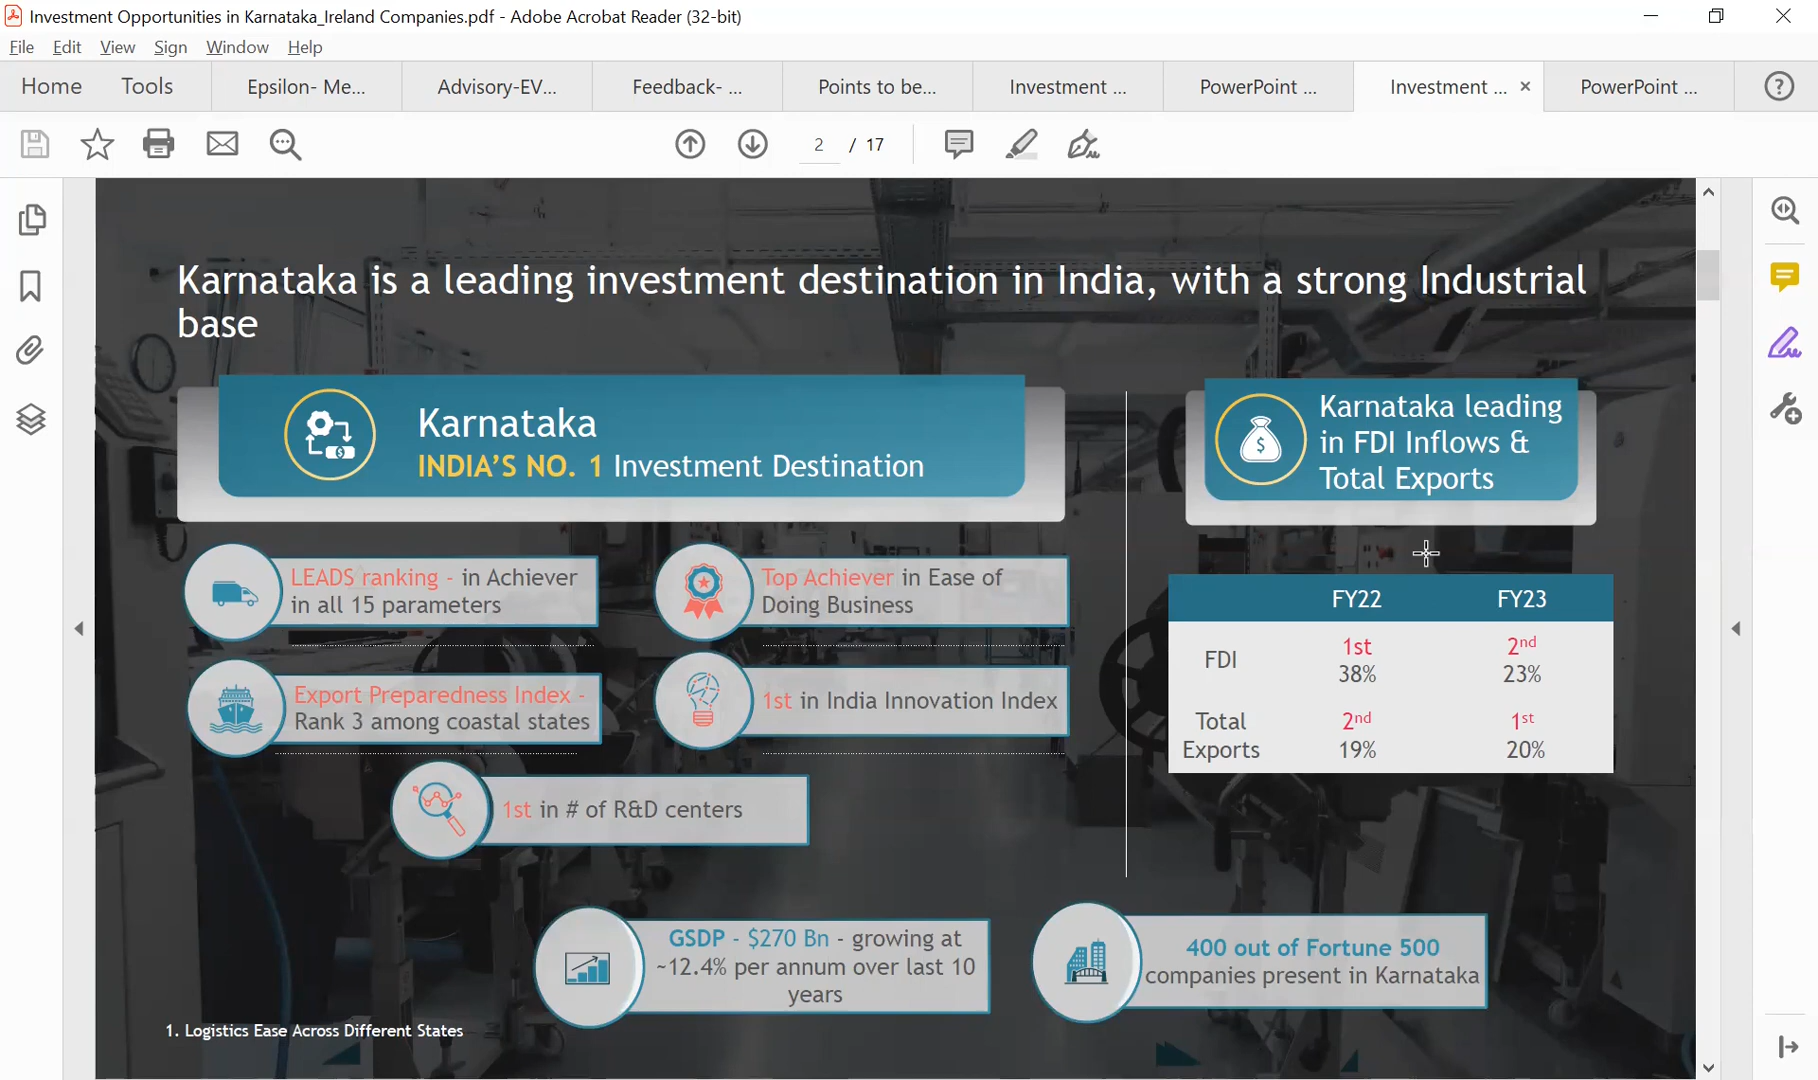 Investment Opportunities in Karnataka_Ireland Companies.pdf - Adobe Acrobat Reader (32-bit)
File Edit View Sign Window Help
Home Tools Epsilon- Me... Advisory-EV... Feedback- ... Points to be... Investment ... PowerPoint ... Investment ... × PowerPoint ...
2 / 17
Karnataka is a leading investment destination in India, with a strong Industrial
base
Karnataka
INDIA'S NO. 1 Investment Destination
LEADS ranking - in Achiever
in all 15 parameters
Top Achiever in Ease of
Doing Business
Export Preparedness Index -
Rank 3 among coastal states
1st in India Innovation Index
1st in # of R&D centers
Karnataka leading
in FDI Inflows &
Total Exports
FY22 FY23
FDI
1st 2nd
38% 23%
Total
Exports
2nd 1st
19% 20%
GSDP - $270 Bn - growing at
~12.4% per annum over last 10
years
400 out of Fortune 500
companies present in Karnataka
1. Logistics Ease Across Different States